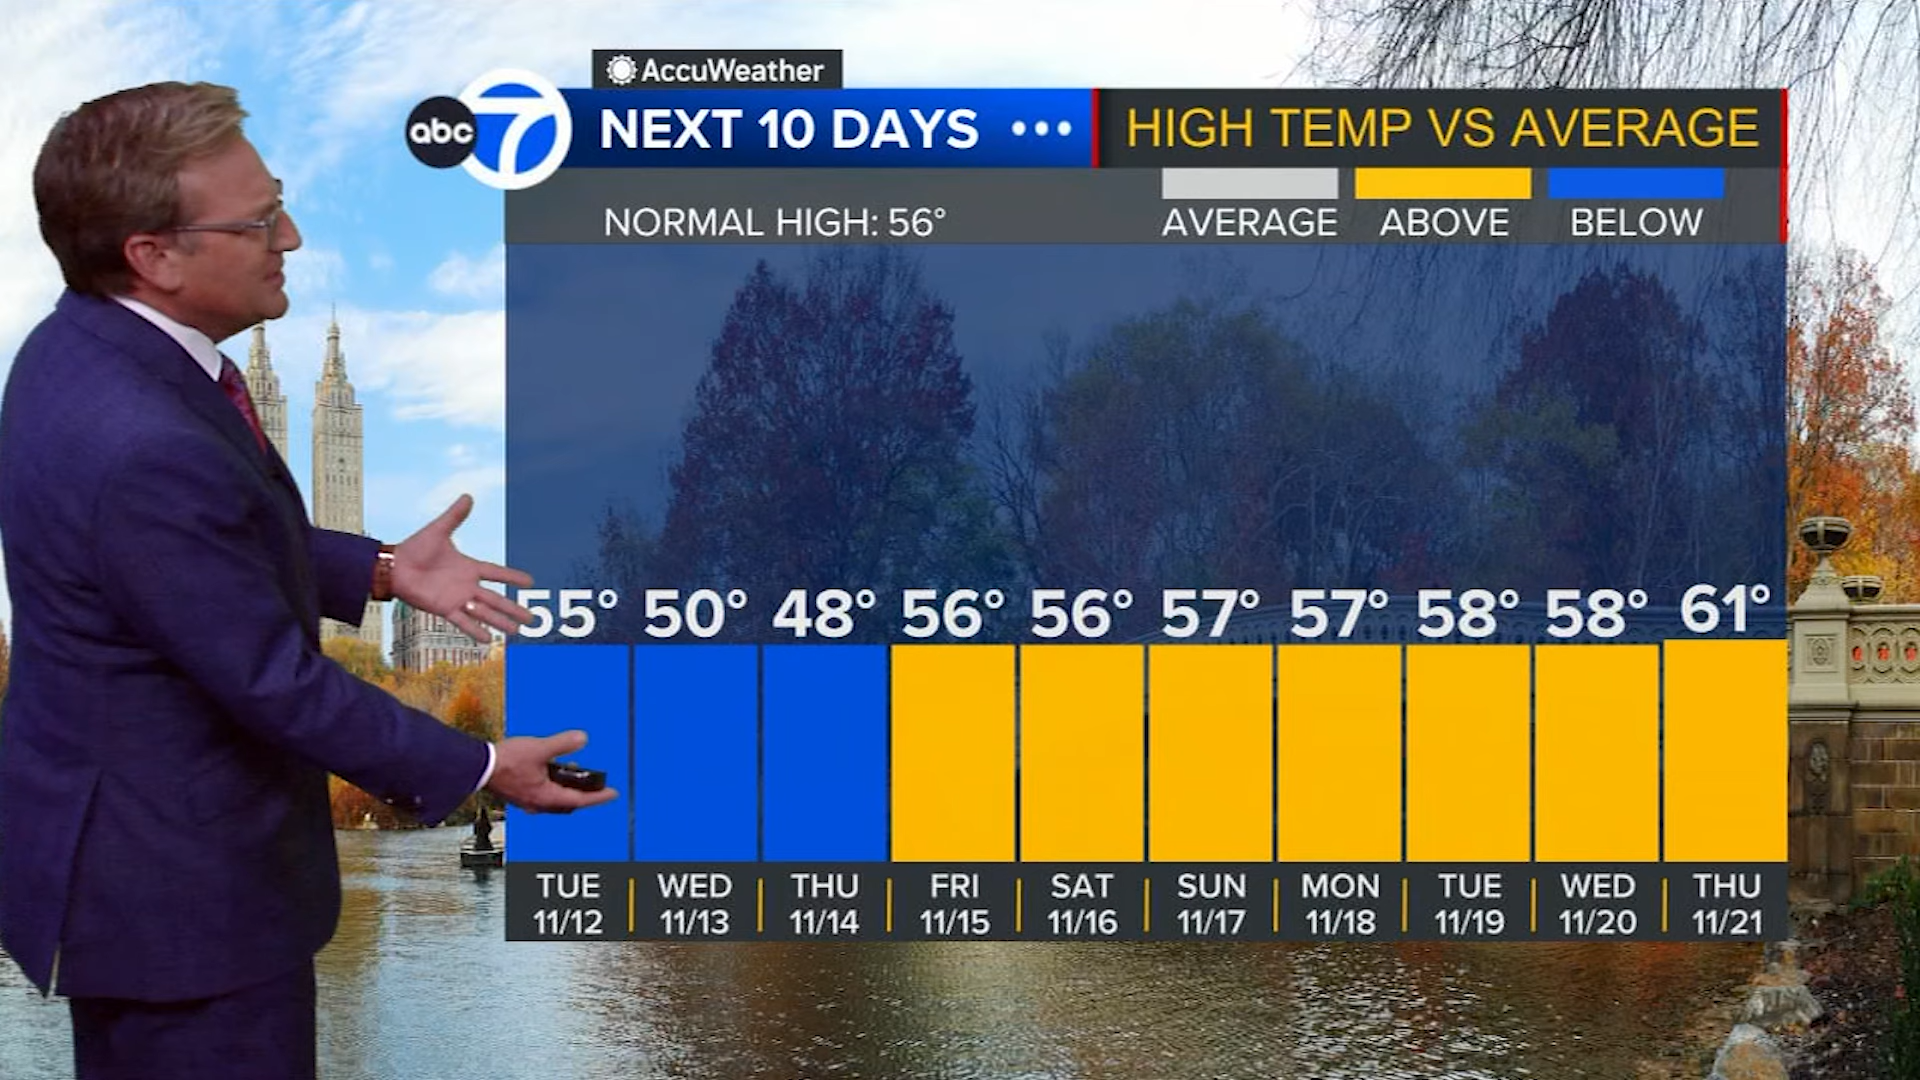 AccuWeather
abc 7
NEXT 10 DAYS ...
HIGH TEMP VS AVERAGE
NORMAL HIGH: 56°
AVERAGE ABOVE BELOW
55° 50° 48° 56° 56° 57° 57° 58° 58° 61°
TUE WED THU FRI SAT SUN MON TUE WED THU
11/12 11/13 11/14 11/15 11/16 11/17 11/18 11/19 11/20 11/21